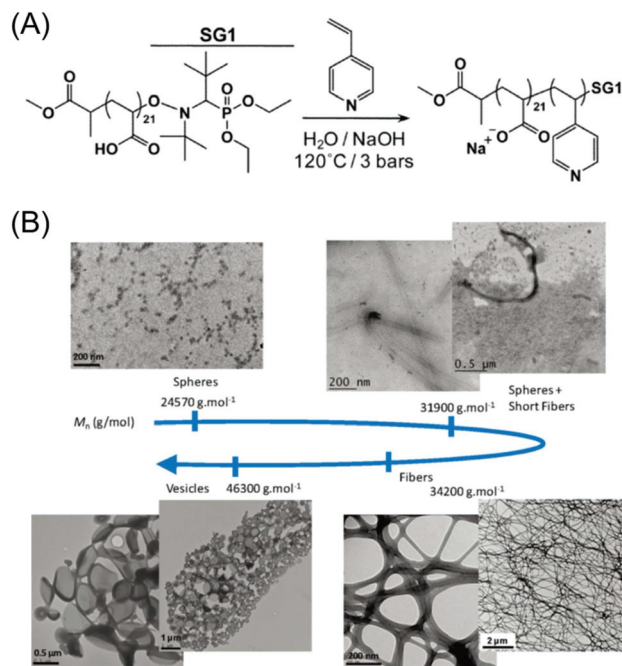 (A)
SG1
O
O
21
O
HO
O
N
P
O
O
O
N
H₂O / NaOH
120˚C / 3 bars
O
O
21
SG1
Na⁺
⁻O
O
N
(B)
200 nm
200 nm
0.5 µm
Spheres
24570 g.mol⁻¹
31900 g.mol⁻¹
Spheres +
Short Fibers
Mn (g/mol)
Vesicles
46300 g.mol⁻¹
Fibers
34200 g.mol⁻¹
0.5 µm
1 µm
200 nm
2 µm